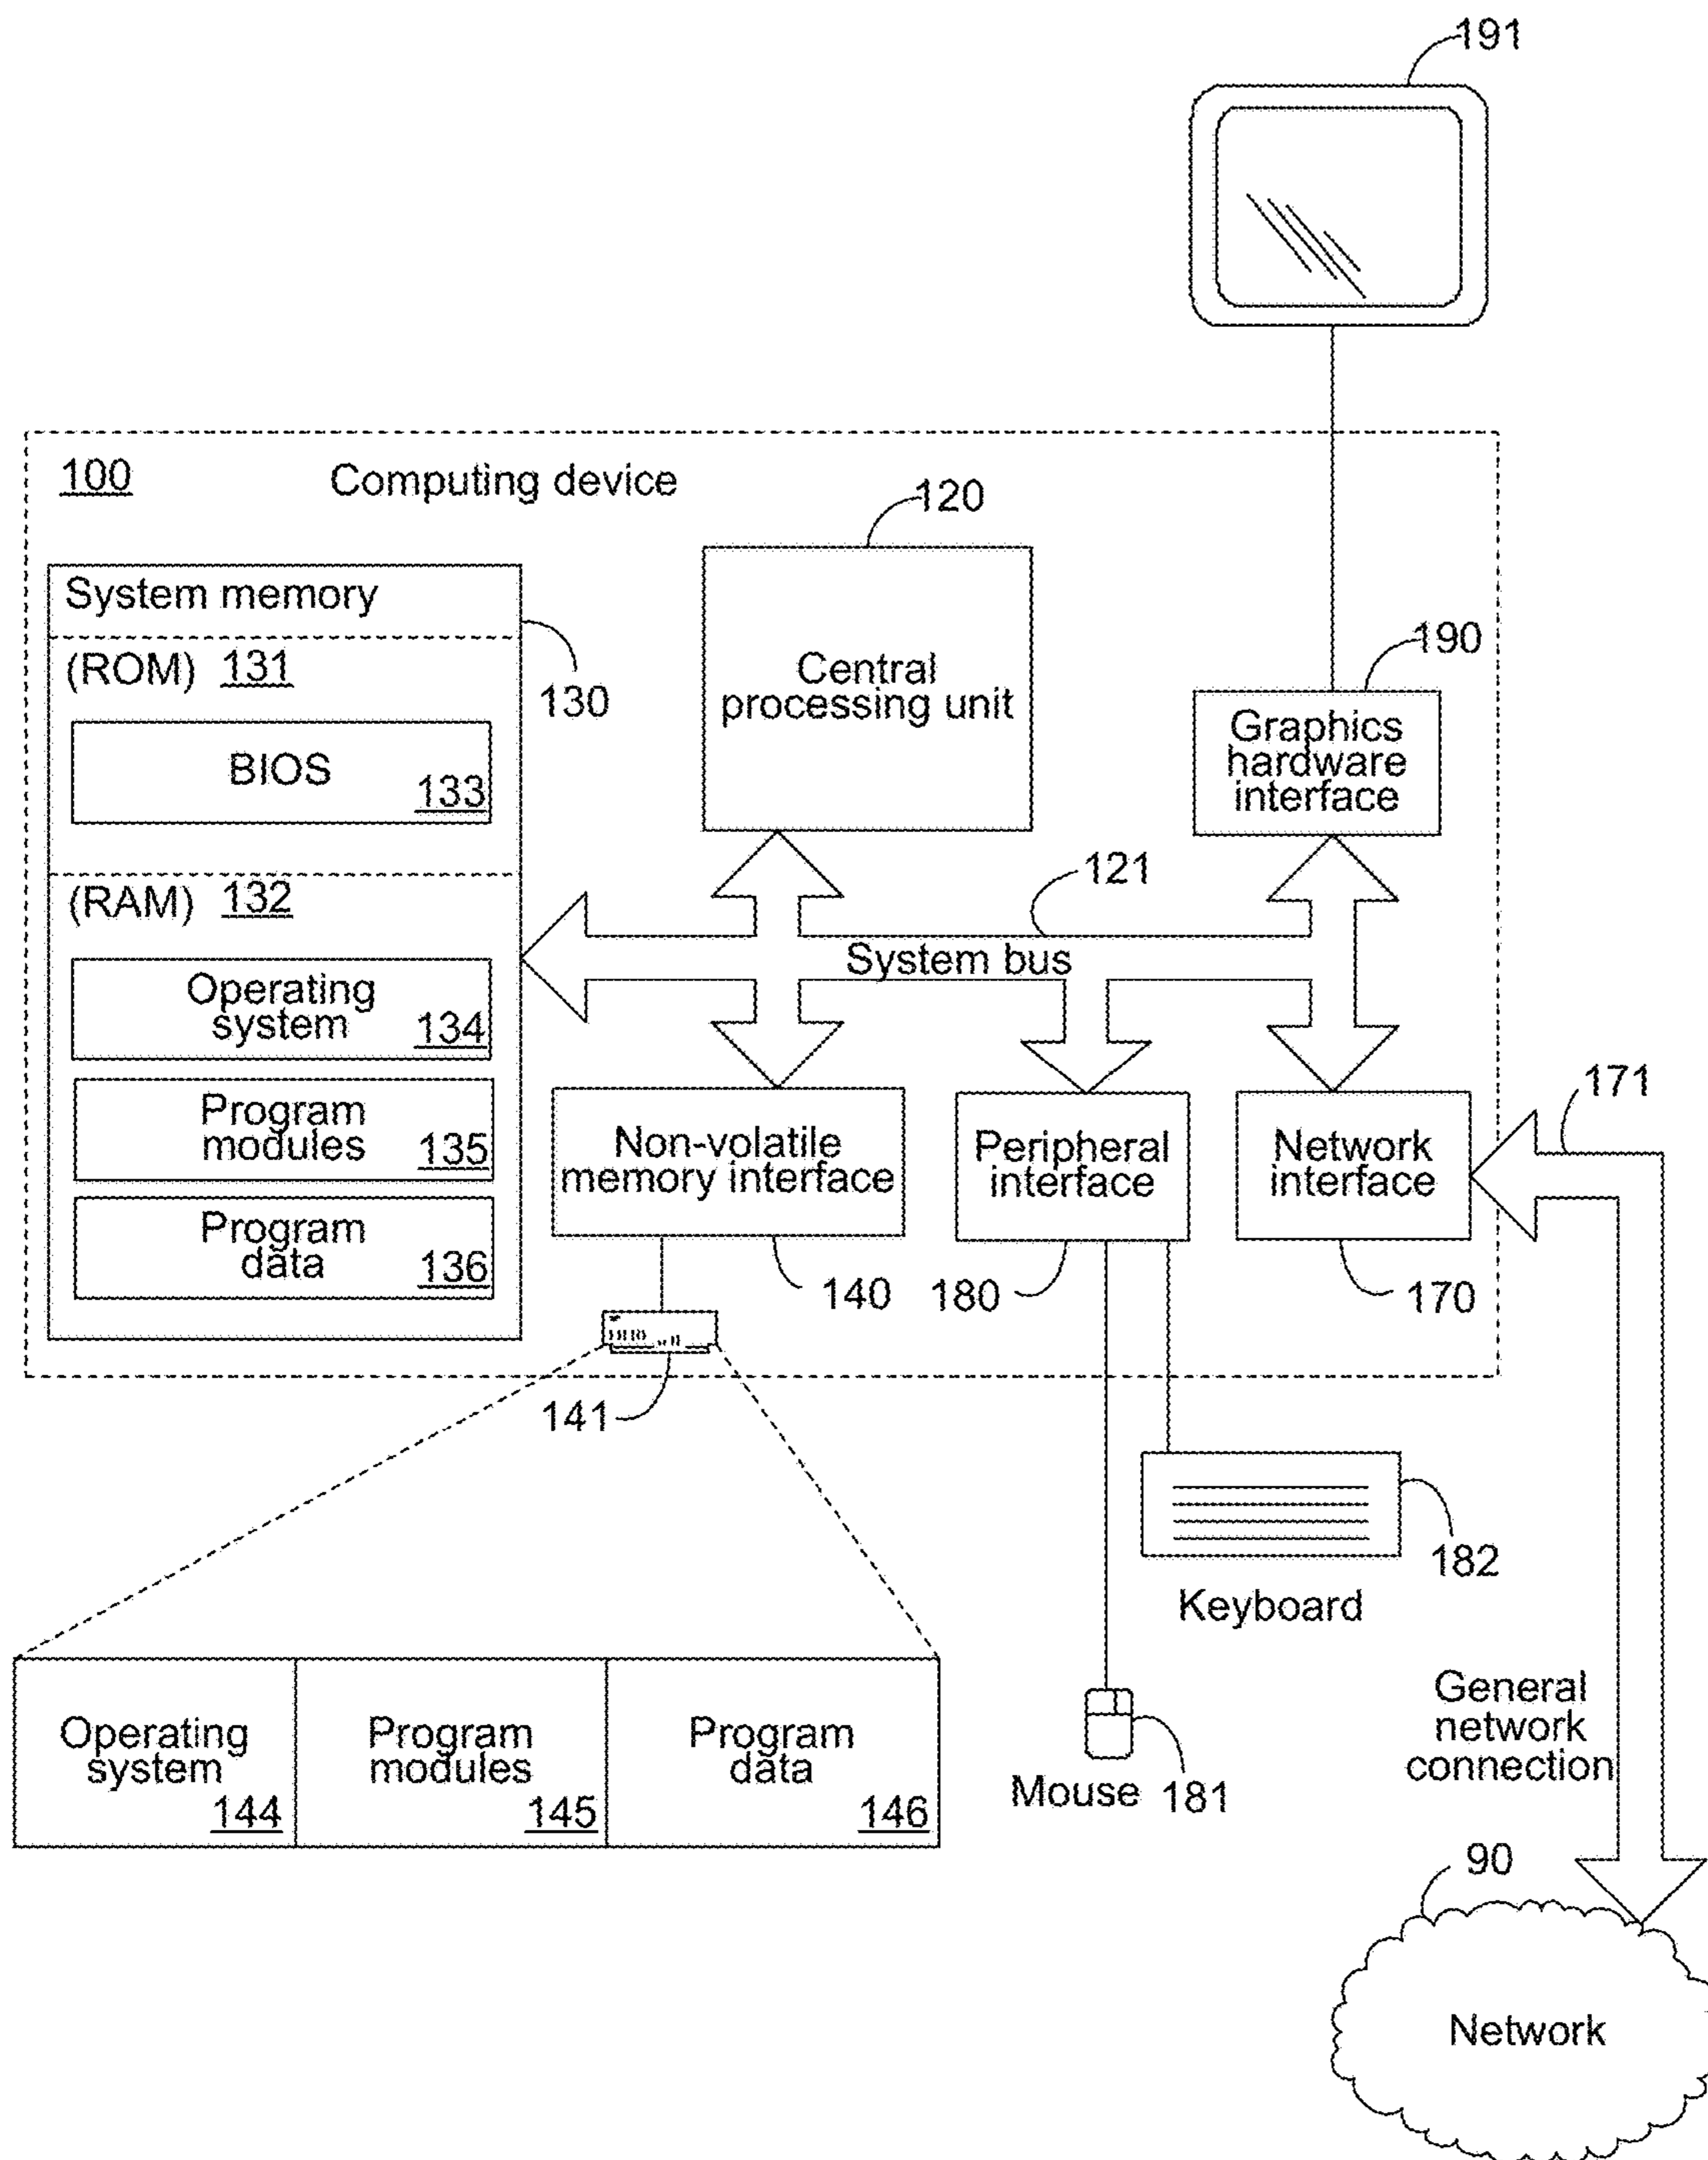 191
100 Computing device
120
System memory
130
(ROM) 131
BIOS
133
Central
processing unit
190
Graphics
hardware
interface
(RAM) 132
121
System bus
Operating
system
134
Program
modules
135
Program
data
136
Non-volatile
memory interface
140
Peripheral
interface
180
Network
interface
170
171
141
182
Keyboard
Operating
system
144
Program
modules
145
Program
data
146
Mouse 181
General
network
connection
90
Network